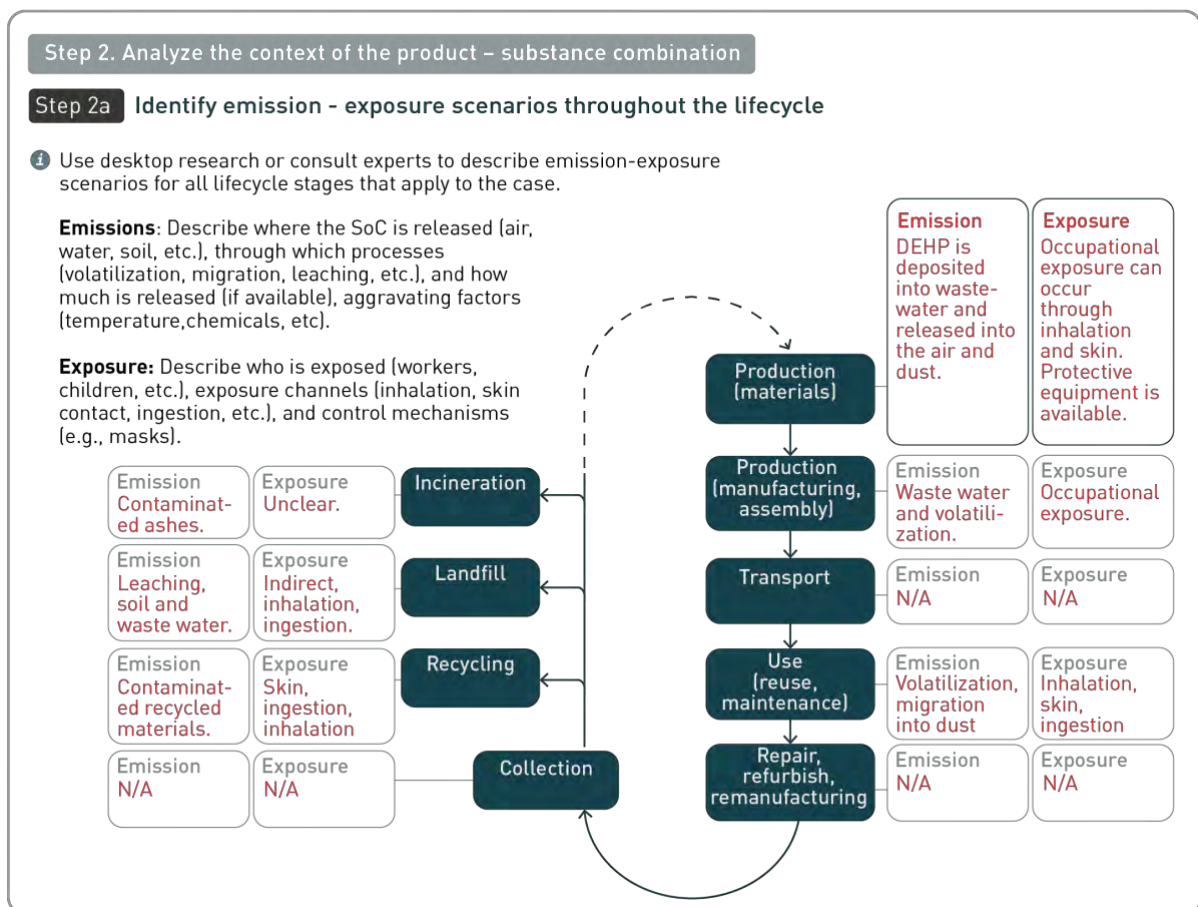 Step 2. Analyze the context of the product – substance combination
Step 2a
Identify emission - exposure scenarios throughout the lifecycle
i
Use desktop research or consult experts to describe emission-exposure
scenarios for all lifecycle stages that apply to the case.
Emissions: Describe where the SoC is released (air,
water, soil, etc.), through which processes
(volatilization, migration, leaching, etc.), and how
much is released (if available), aggravating factors
(temperature,chemicals, etc).
Exposure: Describe who is exposed (workers,
children, etc.), exposure channels (inhalation, skin
contact, ingestion, etc.), and control mechanisms
(e.g., masks).
Production
(materials)
Emission
DEHP is
deposited
into waste-
water and
released into
the air and
dust.
Exposure
Occupational
exposure can
occur
through
inhalation
and skin.
Protective
equipment is
available.
Production
(manufacturing,
assembly)
Emission
Waste water
and volatili-
zation.
Exposure
Occupational
exposure.
Transport
Emission
N/A
Exposure
N/A
Use
(reuse,
maintenance)
Emission
Volatilization,
migration
into dust
Exposure
Inhalation,
skin,
ingestion
Repair,
refurbish,
remanufacturing
Emission
N/A
Exposure
N/A
Emission
Contaminat-
ed ashes.
Exposure
Unclear.
Incineration
Emission
Leaching,
soil and
waste water.
Exposure
Indirect,
inhalation,
ingestion.
Landfill
Emission
Contaminat-
ed recycled
materials.
Exposure
Skin,
ingestion,
inhalation
Recycling
Emission
N/A
Exposure
N/A
Collection